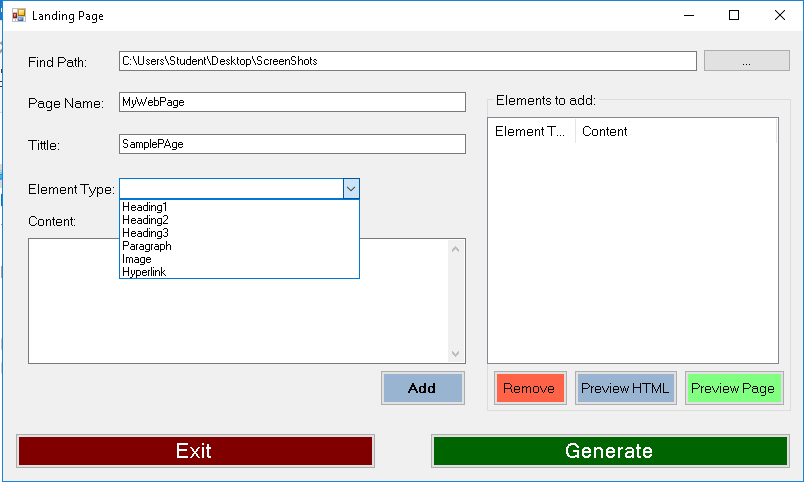 Landing Page
Find Path:
C:\Users\Student\Desktop\ScreenShots
...
Page Name:
MyWebPage
Tittle:
SamplePAge
Element Type:
Heading1
Heading2
Heading3
Paragraph
Image
Hyperlink
Content:
Add
Elements to add:
Element T...
Content
Remove
Preview HTML
Preview Page
Exit
Generate